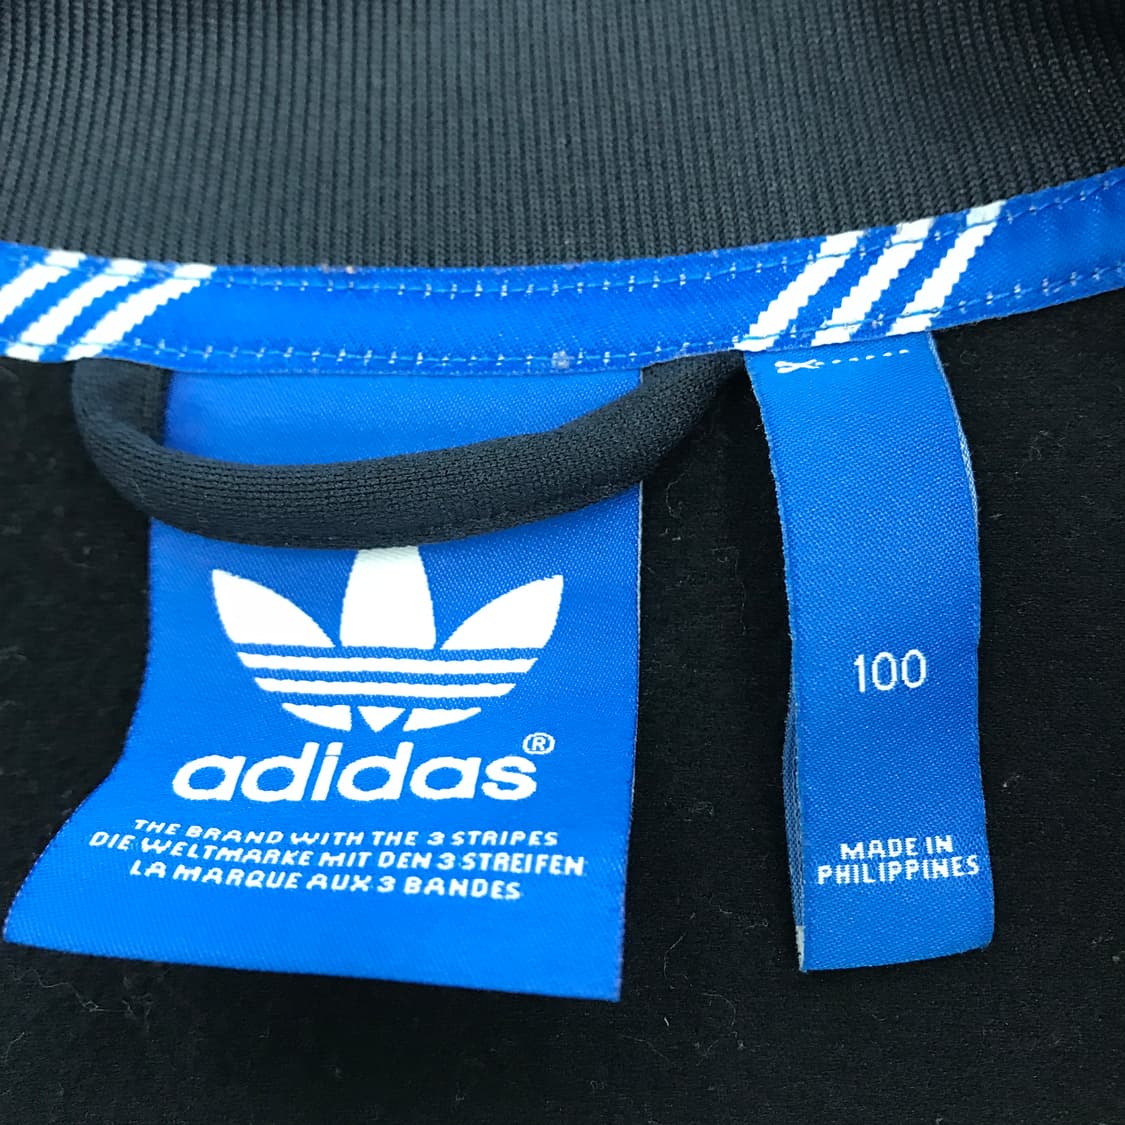 adidas®
THE BRAND WITH THE 3 STRIPES
DIE WELTMARKE MIT DEN 3 STREIFEN
LA MARQUE AUX 3 BANDES
100
MADE IN
PHILIPPINES